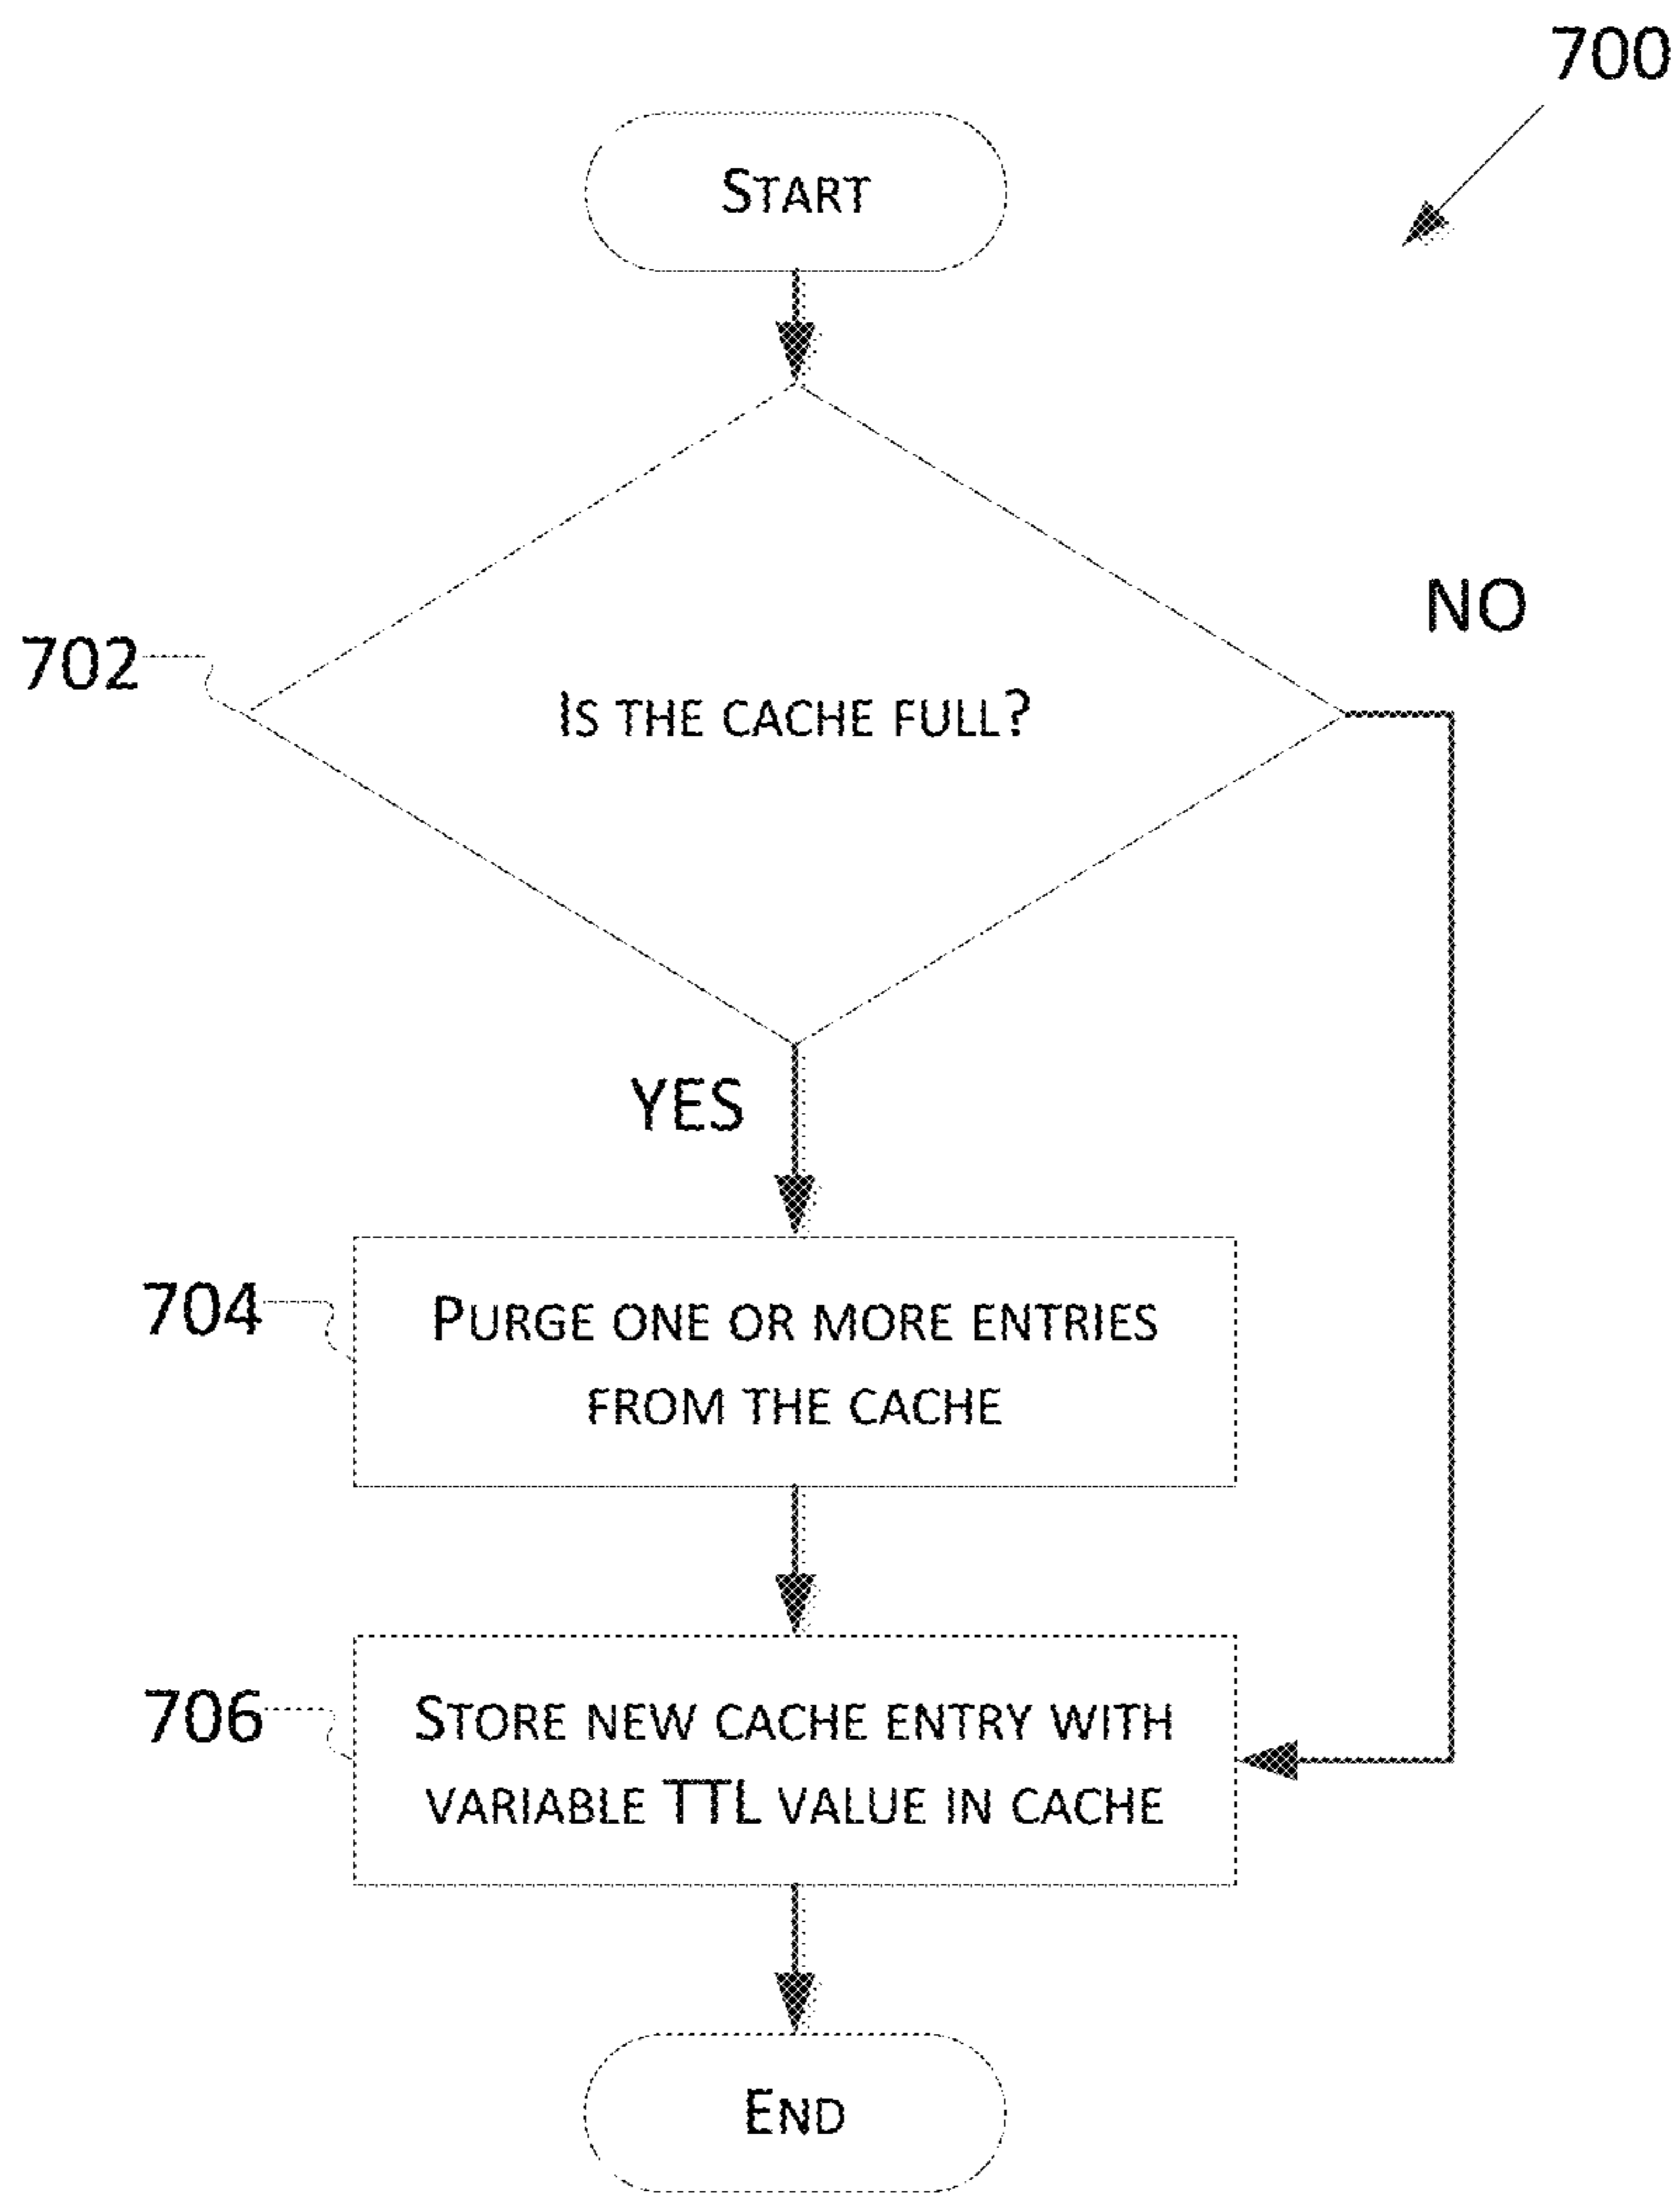 700
START
NO
702
IS THE CACHE FULL?
YES
704
PURGE ONE OR MORE ENTRIES
FROM THE CACHE
706
STORE NEW CACHE ENTRY WITH
VARIABLE TTL VALUE IN CACHE
END